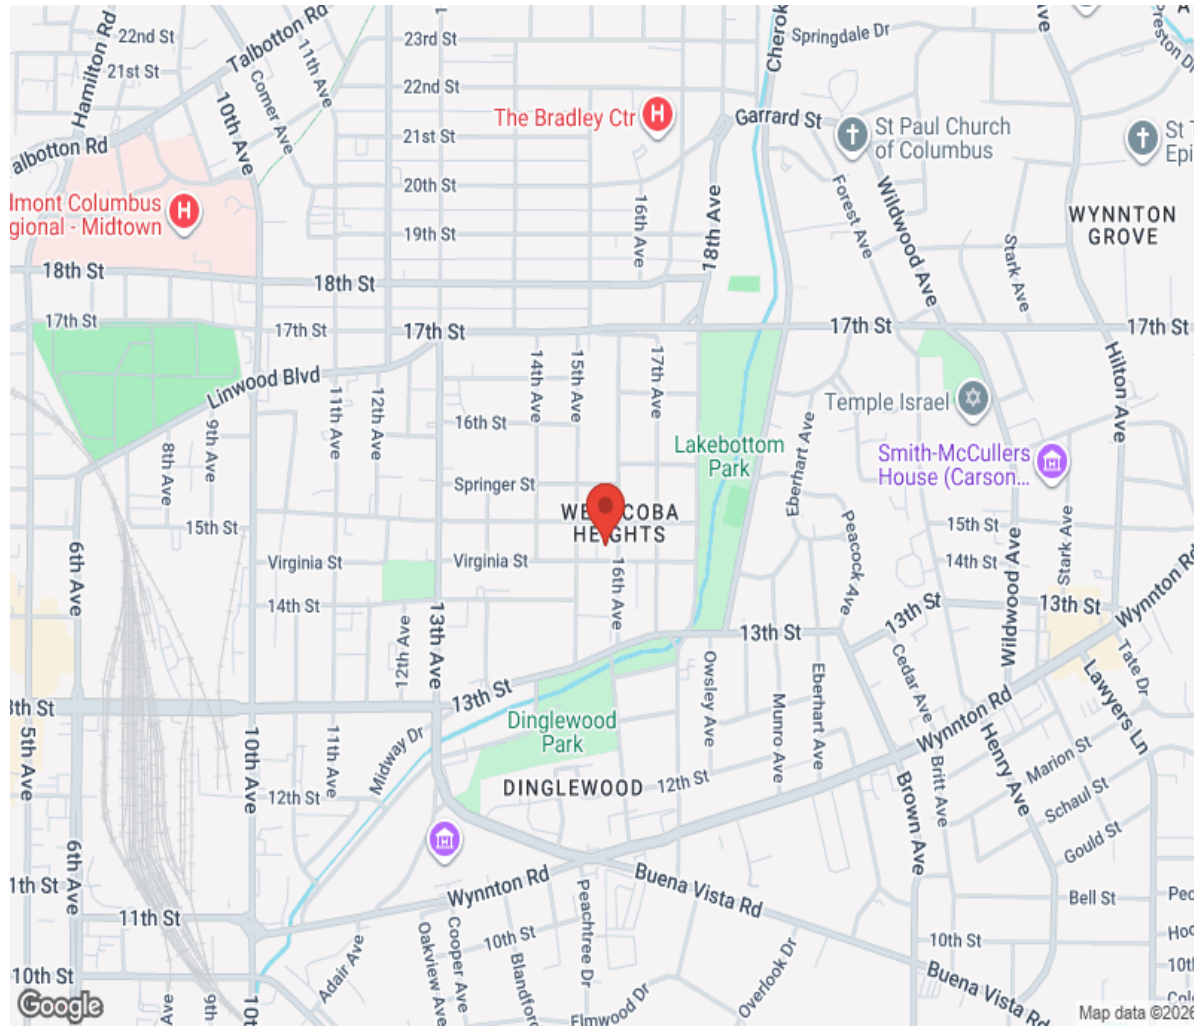 22nd St
21st St
Hamilton Rd
Talbotton Rd
11th Ave
Corner Ave
10th Ave
23rd St
22nd St
21st St
20th St
19th St
The Bradley Ctr
H
16th Ave
18th Ave
Garrard St
Springdale Dr
St Paul Church
of Columbus
Forest Ave
Wildwood Ave
Stark Ave
WYNNTON
GROVE
H
18th St
18th St
17th St
17th St
17th St
17th St
17th St
Linwood Blvd
11th Ave
12th Ave
8th Ave
9th Ave
14th Ave
15th Ave
17th Ave
16th St
Springer St
15th St
Virginia St
Virginia St
14th St
Lakebottom
Park
HEIGHTS
16th Ave
Eberhart Ave
Peacock Ave
Temple Israel
Smith-McCullers
House (Carson...
Hilton Ave
15th St
14th St
Stark Ave
Wildwood Ave
13th St
13th St
13th St
13th St
Wynnton Rd
6th Ave
5th Ave
10th Ave
12th Ave
13th Ave
11th Ave
Midway Dr
12th St
Dinglewood
Park
DINGLEWOOD
Owsley Ave
Munro Ave
Eberhart Ave
12th St
Cedar Ave
Britt Ave
Brown Ave
Henry Ave
Lawyers Ln
Tate Dr
Marion St
Schaul St
Gould St
Bell St
Wynnton Rd
Wynnton Rd
Buena Vista Rd
Buena Vista Rd
6th Ave
11th St
10th St
Adair Ave
Oakview Ave
Cooper Ave
10th St
Peachtree Dr
Elmwood Dr
Overlook Dr
10th St
Google
Map data ©2026